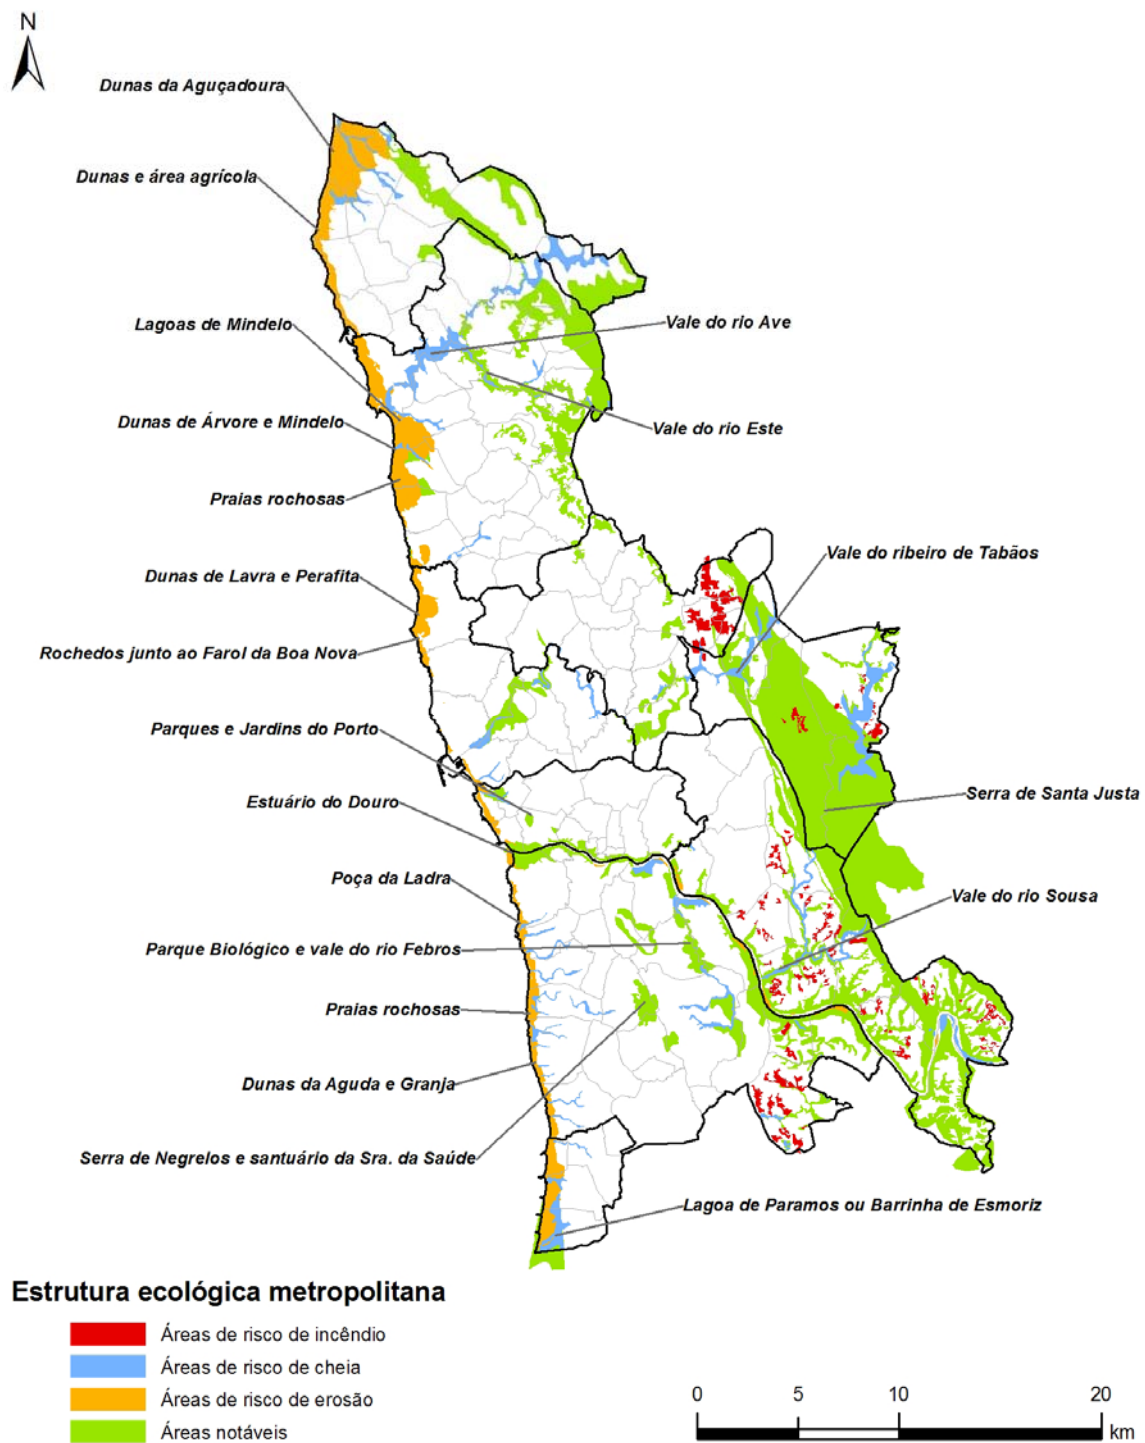 N
Dunas da Aguçadoura
Dunas e área agrícola
Lagoas de Mindelo
Vale do rio Ave
Dunas de Árvore e Mindelo
Vale do rio Este
Praias rochosas
Vale do ribeiro de Tabãos
Dunas de Lavra e Perafita
Rochedos junto ao Farol da Boa Nova
Parques e Jardins do Porto
Serra de Santa Justa
Estuário do Douro
Poça da Ladra
Vale do rio Sousa
Parque Biológico e vale do rio Febros
Praias rochosas
Dunas da Aguda e Granja
Serra de Negrelos e santuário da Sra. da Saúde
Lagoa de Paramos ou Barrinha de Esmoriz
Estrutura ecológica metropolitana
Áreas de risco de incêndio
Áreas de risco de cheia
Áreas de risco de erosão
Áreas notáveis
0 5 10 20
km